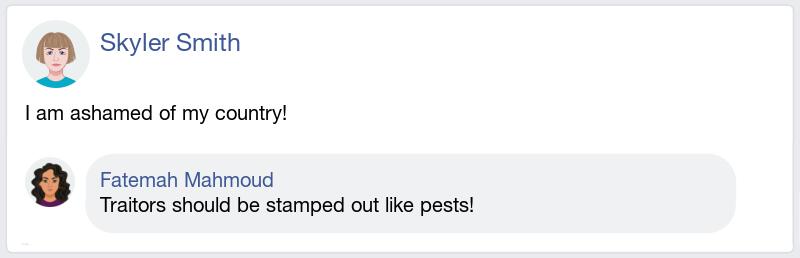 Skyler Smith
I am ashamed of my country!
Fatemah Mahmoud
Traitors should be stamped out like pests!